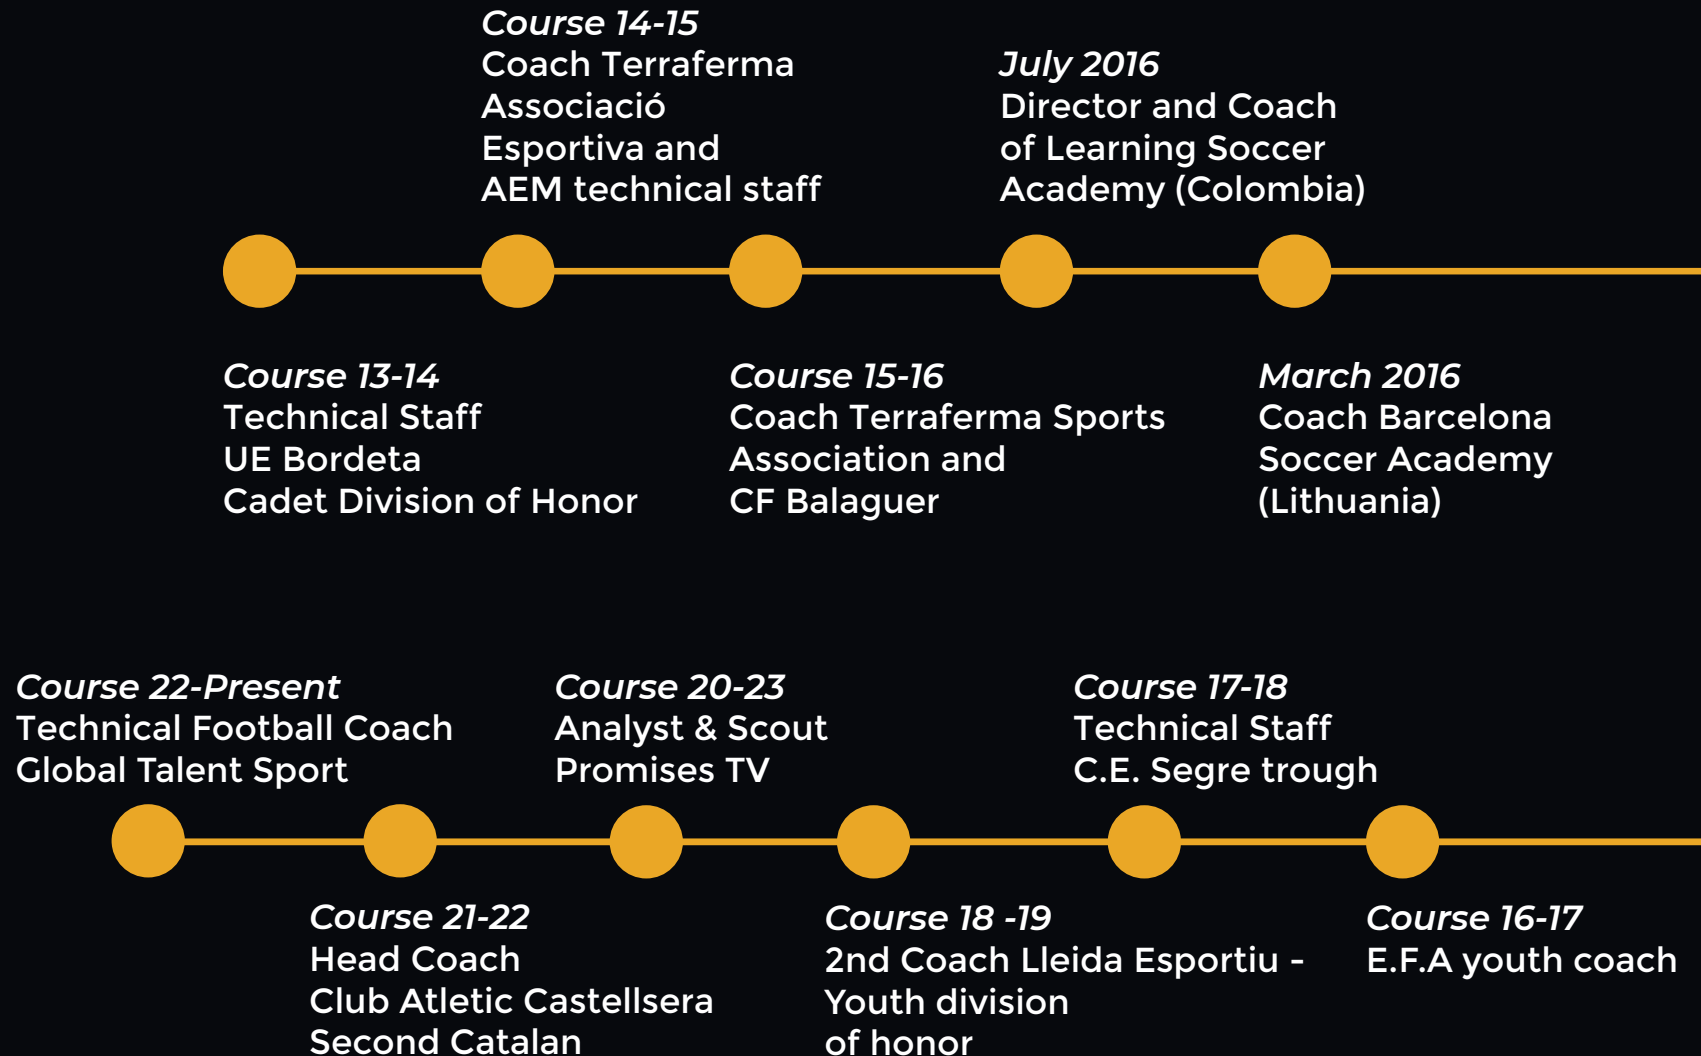 Course 14-15
Coach Terraferma
Associació
Esportiva and
AEM technical staff
July 2016
Director and Coach
of Learning Soccer
Academy (Colombia)
Course 13-14
Technical Staff
UE Bordeta
Cadet Division of Honor
Course 15-16
Coach Terraferma Sports
Association and
CF Balaguer
March 2016
Coach Barcelona
Soccer Academy
(Lithuania)
Course 22-Present
Technical Football Coach
Global Talent Sport
Course 20-23
Analyst & Scout
Promises TV
Course 17-18
Technical Staff
C.E. Segre trough
Course 21-22
Head Coach
Club Atletic Castellsera
Second Catalan
Course 18 -19
2nd Coach Lleida Esportiu -
Youth division
of honor
Course 16-17
E.F.A youth coach